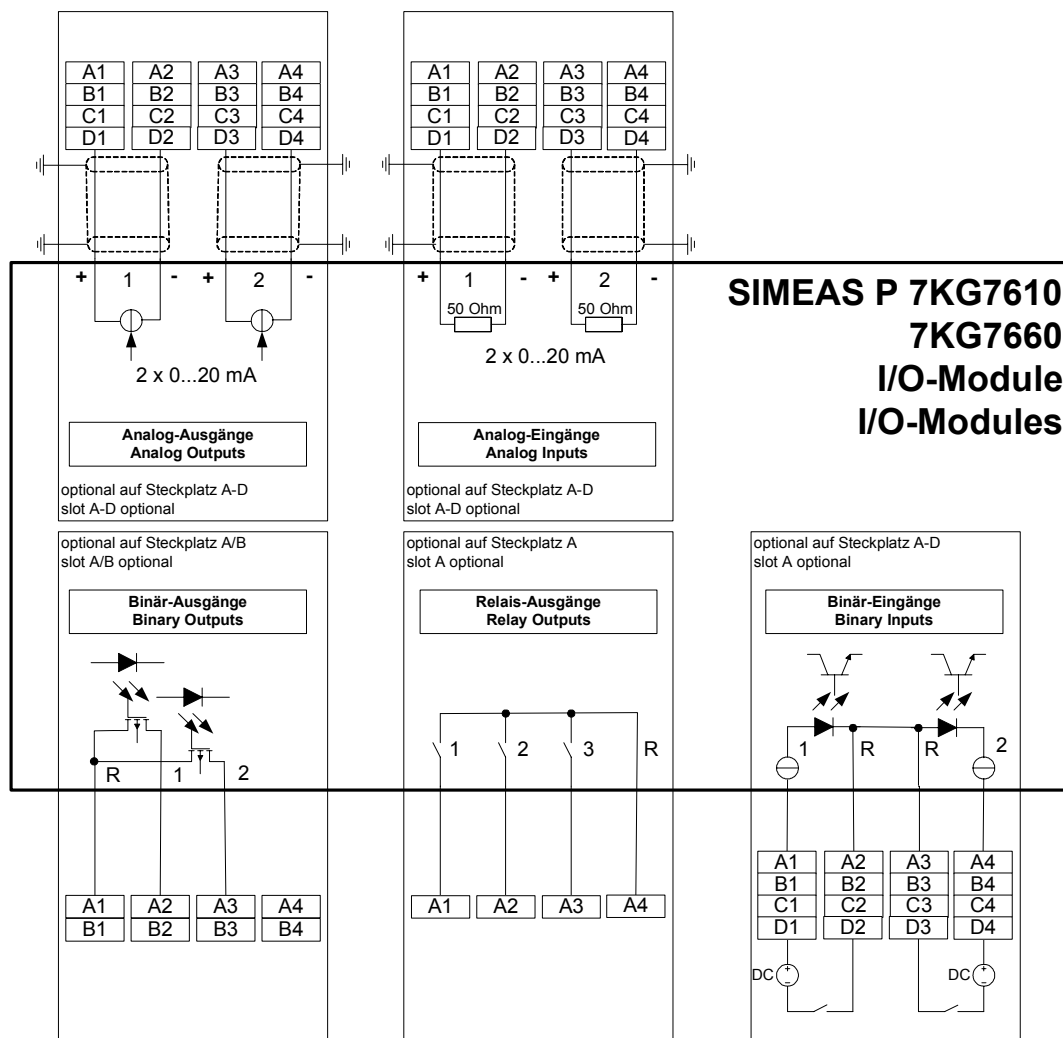 A1 A2 A3 A4
B1 B2 B3 B4
C1 C2 C3 C4
D1 D2 D3 D4
+ 1 - + 2 -
2 x 0...20 mA
Analog-Ausgänge
Analog Outputs
optional auf Steckplatz A-D
slot A-D optional
A1 A2 A3 A4
B1 B2 B3 B4
C1 C2 C3 C4
D1 D2 D3 D4
+ 1 - + 2 -
50 Ohm 50 Ohm
2 x 0...20 mA
Analog-Eingänge
Analog Inputs
optional auf Steckplatz A-D
slot A-D optional
SIMEAS P 7KG7610
7KG7660
I/O-Module
I/O-Modules
optional auf Steckplatz A/B
slot A/B optional
Binär-Ausgänge
Binary Outputs
R 1 2
A1 A2 A3 A4
B1 B2 B3 B4
optional auf Steckplatz A
slot A optional
Relais-Ausgänge
Relay Outputs
1 2 3 R
A1 A2 A3 A4
optional auf Steckplatz A-D
slot A optional
Binär-Eingänge
Binary Inputs
1 R R 2
A1 A2 A3 A4
B1 B2 B3 B4
C1 C2 C3 C4
D1 D2 D3 D4
DC + - DC + -